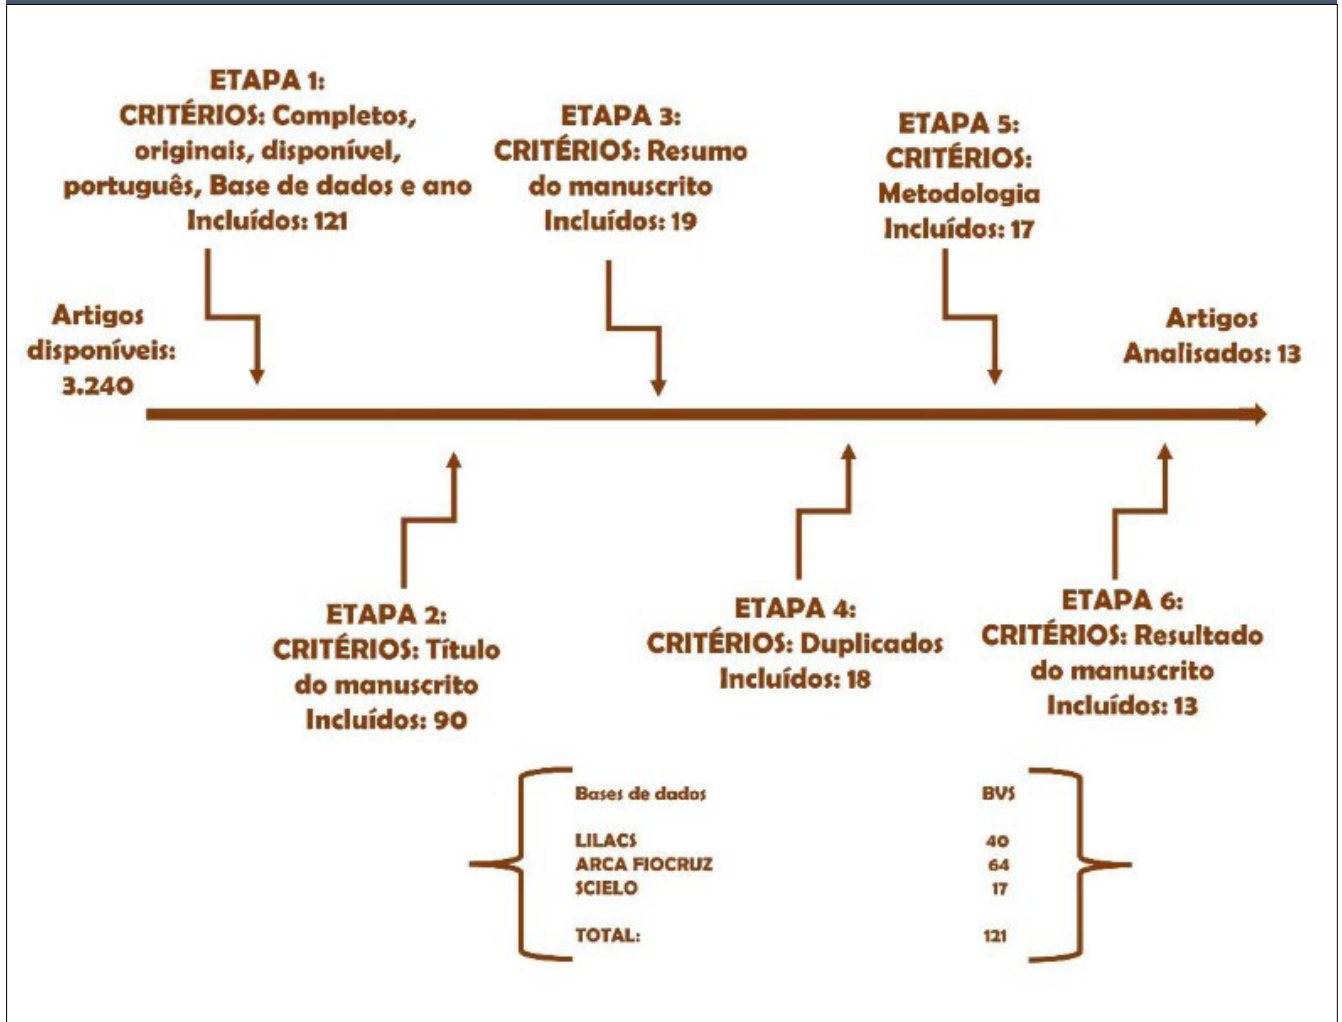 ETAPA 1:
CRITÉRIOS: Completos,
originais, disponível,
português, Base de dados e ano
Incluídos: 121
ETAPA 3:
CRITÉRIOS: Resumo
do manuscrito
Incluídos: 19
ETAPA 5:
CRITÉRIOS:
Metodologia
Incluídos: 17
Artigos
disponíveis:
3.240
Artigos
Analisados: 13
ETAPA 2:
CRITÉRIOS: Título
do manuscrito
Incluídos: 90
ETAPA 4:
CRITÉRIOS: Duplicados
Incluídos: 18
ETAPA 6:
CRITÉRIOS: Resultado
do manuscrito
Incluídos: 13
Bases de dados BVS
LILACS 40
ARCA FIOCRUZ 64
SCIELO 17
TOTAL: 121